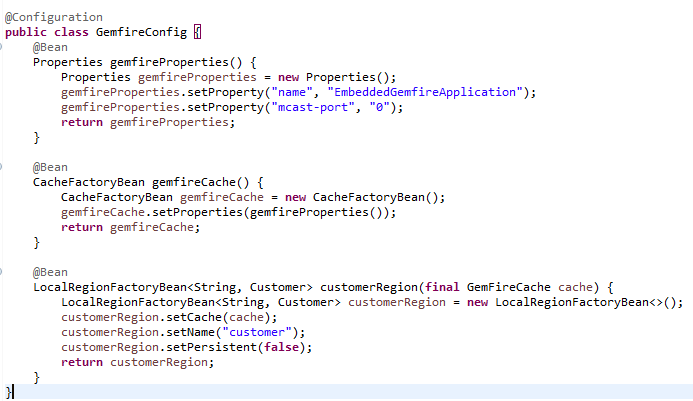 @Configuration
public class GemfireConfig {
@Bean
Properties gemfireProperties() {
Properties gemfireProperties = new Properties();
gemfireProperties.setProperty("name", "EmbeddedGemfireApplication");
gemfireProperties.setProperty("mcast-port", "0");
return gemfireProperties;
}
@Bean
CacheFactoryBean gemfireCache() {
CacheFactoryBean gemfireCache = new CacheFactoryBean();
gemfireCache.setProperties(gemfireProperties());
return gemfireCache;
}
@Bean
LocalRegionFactoryBean<String, Customer> customerRegion(final GemFireCache cache) {
LocalRegionFactoryBean<String, Customer> customerRegion = new LocalRegionFactoryBean<>();
customerRegion.setCache(cache);
customerRegion.setName("customer");
customerRegion.setPersistent(false);
return customerRegion;
}
}